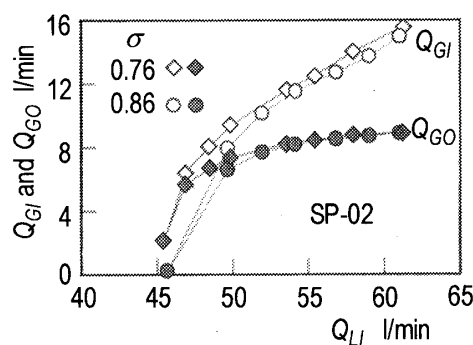 Q_GI and Q_GO l/min
16
12
8
4
0
σ
0.76
0.86
Q_GI
Q_GO
SP-02
40 45 50 55 60 65
Q_LI l/min